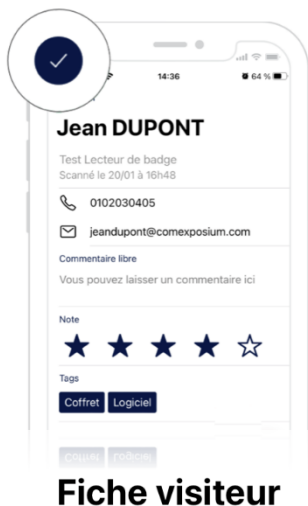 14:36
64 %
Jean DUPONT
Test Lecteur de badge
Scanné le 20/01 à 16h48
0102030405
jeandupont@comexposium.com
Commentaire libre
Vous pouvez laisser un commentaire ici
Note
Tags
Coffret Logiciel
Fiche visiteur